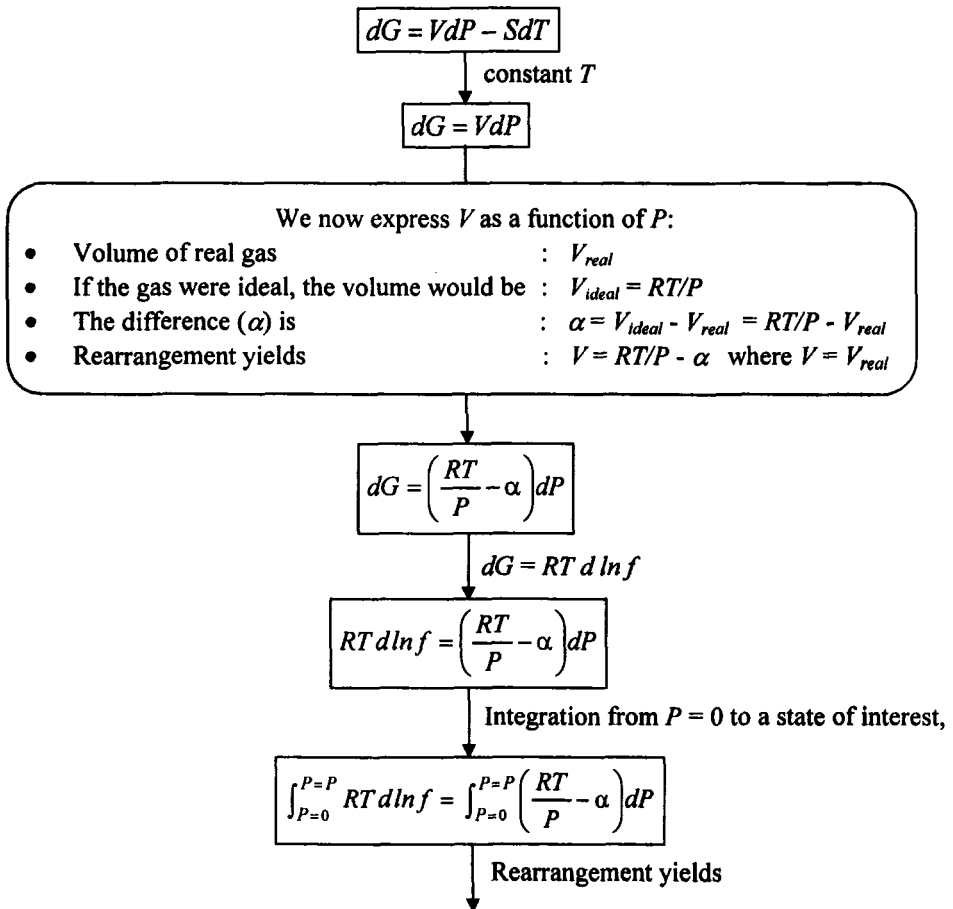 dG = VdP – SdT
constant T
dG = VdP
We now express V as a function of P:
• Volume of real gas : V_real
• If the gas were ideal, the volume would be : V_ideal = RT/P
• The difference (α) is : α = V_ideal - V_real = RT/P - V_real
• Rearrangement yields : V = RT/P - α where V = V_real
dG = (RT/P – α)dP
dG = RT d ln f
RT d ln f = (RT/P – α)dP
Integration from P = 0 to a state of interest,
∫_{P=0}^{P=P} RT d ln f = ∫_{P=0}^{P=P} (RT/P – α)dP
Rearrangement yields